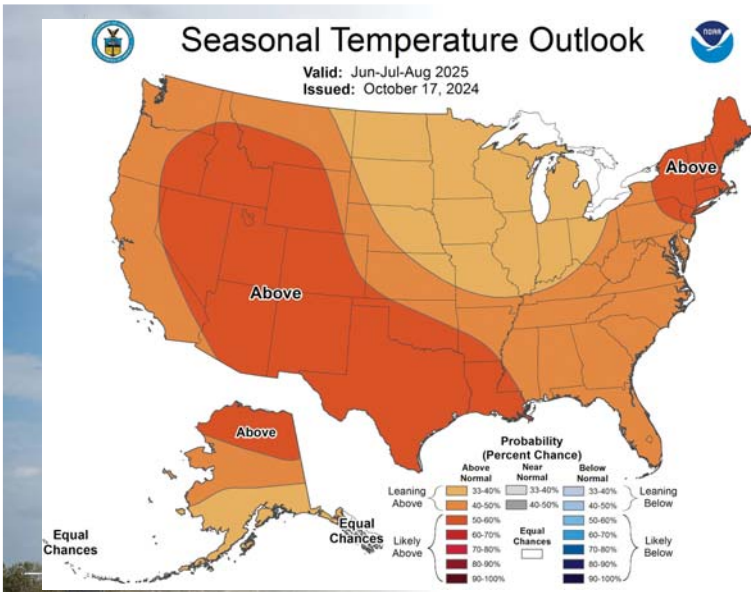 NOAA
Seasonal Temperature Outlook
Valid: Jun-Jul-Aug 2025
Issued: October 17, 2024
Above
Above
Above
Equal
Chances
Equal
Chances
Probability
(Percent Chance)
Above
Normal
Near
Normal
Below
Normal
Leaning
Above
33-40% 33-40% 33-40%
40-50% 40-50% 40-50%
Leaning
Below
Likely
Above
50-60% 50-60%
60-70% 60-70%
70-80% 70-80%
80-90% 80-90%
90-100% 90-100%
Equal
Chances
Likely
Below